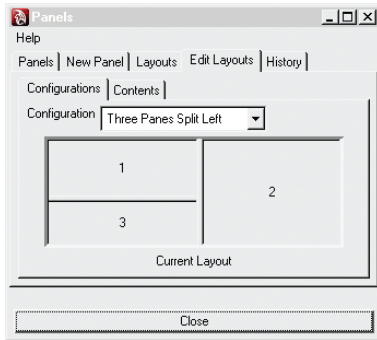 Panels
Help
Panels New Panel Layouts Edit Layouts History
Configurations Contents
Configuration Three Panes Split Left
1
2
3
Current Layout
Close